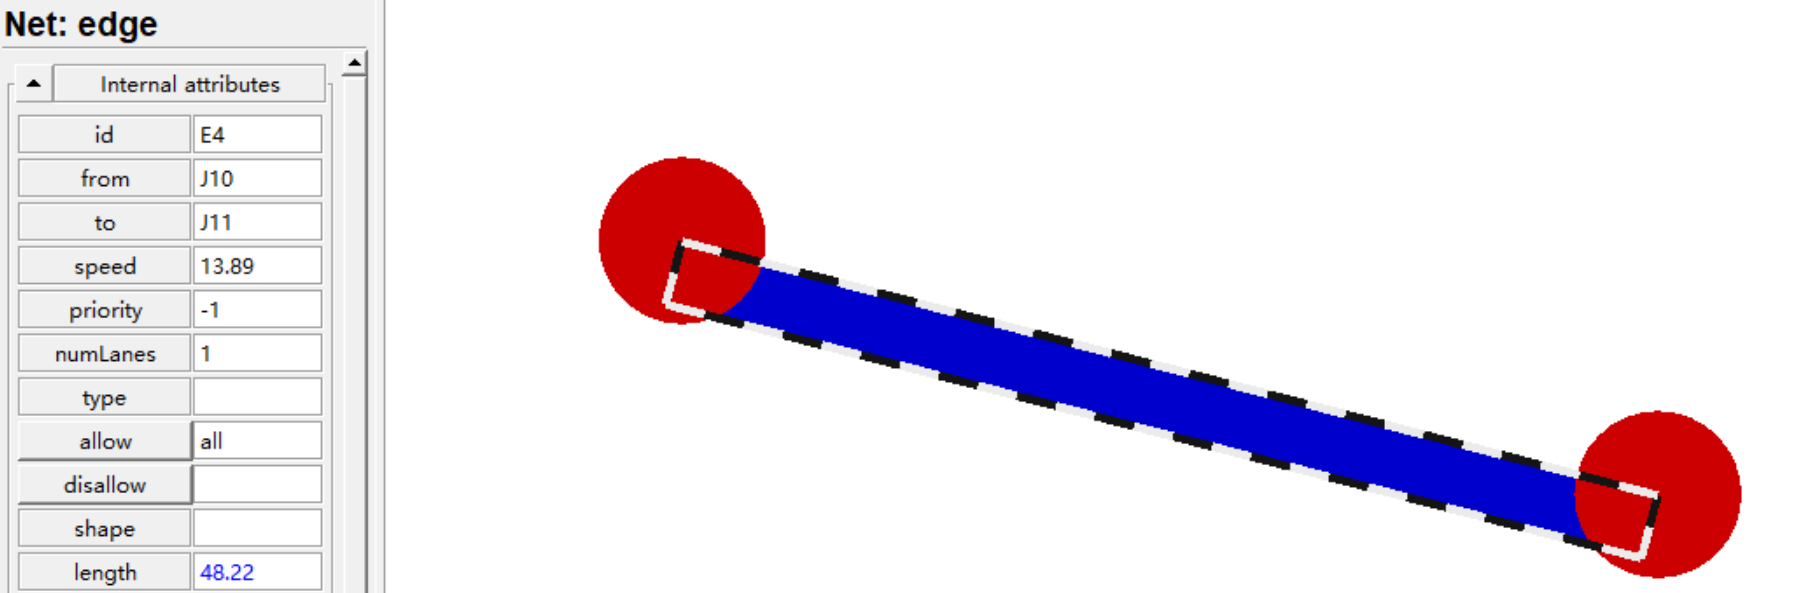 Net: edge
Internal attributes
id E4
from J10
to J11
speed 13.89
priority -1
numLanes 1
type
allow all
disallow
shape
length 48.22